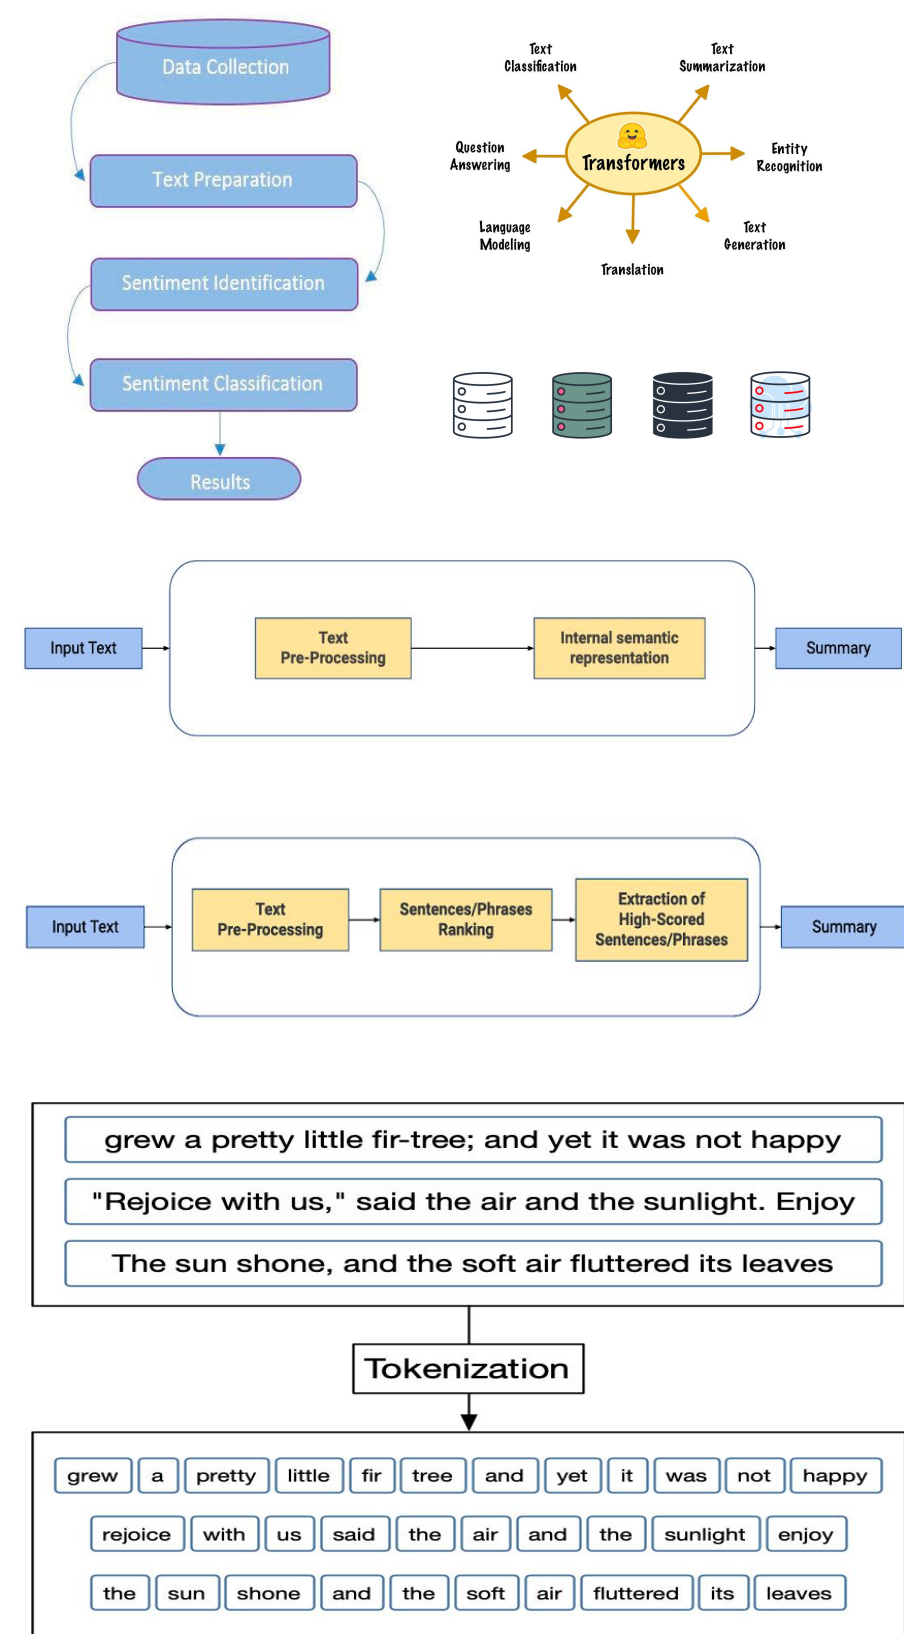 Data Collection
Text Preparation
Sentiment Identification
Sentiment Classification
Results
Text
Classification
Text
Summarization
Question
Answering
Transformers
Entity
Recognition
Language
Modeling
Text
Generation
Translation
Input Text
Text
Pre-Processing
Internal semantic
representation
Summary
Input Text
Text
Pre-Processing
Sentences/Phrases
Ranking
Extraction of
High-Scored
Sentences/Phrases
Summary
grew a pretty little fir-tree; and yet it was not happy
"Rejoice with us," said the air and the sunlight. Enjoy
The sun shone, and the soft air fluttered its leaves
Tokenization
grew a pretty little fir tree and yet it was not happy
rejoice with us said the air and the sunlight enjoy
the sun shone and the soft air fluttered its leaves